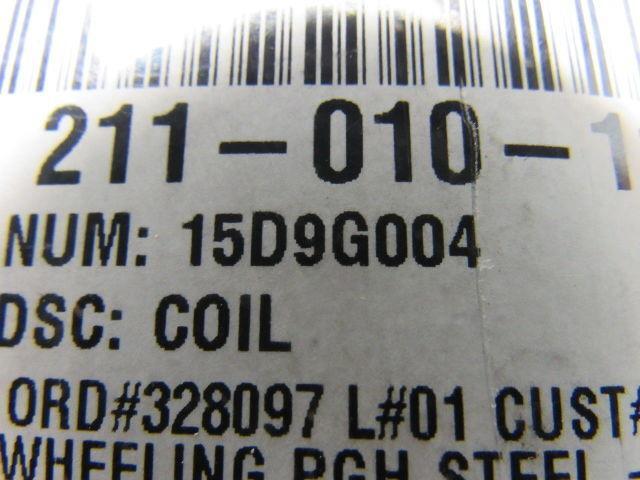 211-010-1
NUM: 15D9G004
DSC: COIL
ORD#328097 L#01 CUST#
WHEELING PGH STEEL -